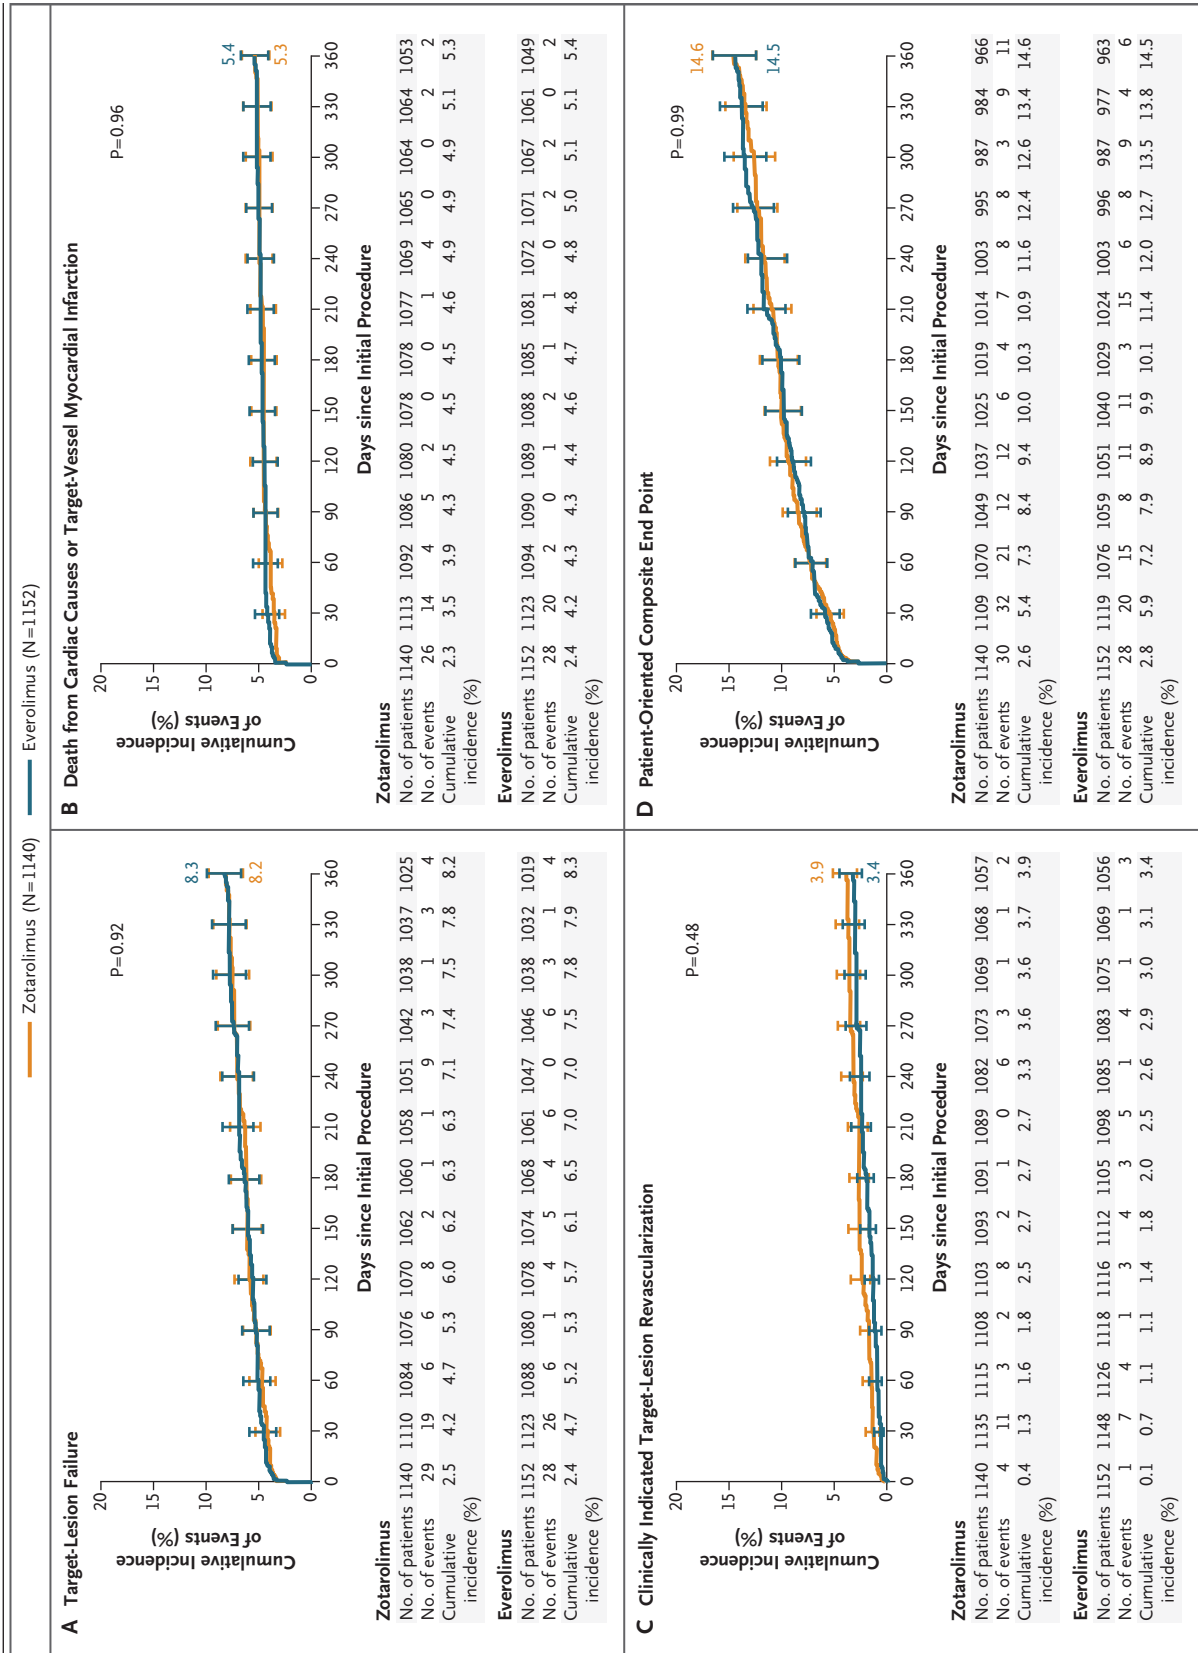 Zotarolimus (N=1140) Everolimus (N=1152)
A Target-Lesion Failure
Cumulative Incidence
of Events (%)
20
15
10
5
0
P=0.92
8.3
8.2
0 30 60 90 120 150 180 210 240 270 300 330 360
Days since Initial Procedure
Zotarolimus
No. of patients 1140 1110 1084 1076 1070 1062 1060 1058 1051 1042 1038 1037 1025
No. of events 29 19 6 6 8 2 1 1 9 3 1 3 4
Cumulative 2.5 4.2 4.7 5.3 6.0 6.2 6.3 6.3 7.1 7.4 7.5 7.8 8.2
incidence (%)
Everolimus
No. of patients 1152 1123 1088 1080 1078 1074 1068 1061 1047 1046 1038 1032 1019
No. of events 28 26 6 1 4 5 4 6 0 6 3 1 4
Cumulative 2.4 4.7 5.2 5.3 5.7 6.1 6.5 7.0 7.0 7.5 7.8 7.9 8.3
incidence (%)
B Death from Cardiac Causes or Target-Vessel Myocardial Infarction
Cumulative Incidence
of Events (%)
20
15
10
5
0
P=0.96
5.4
5.3
0 30 60 90 120 150 180 210 240 270 300 330 360
Days since Initial Procedure
Zotarolimus
No. of patients 1140 1113 1092 1086 1080 1078 1078 1077 1069 1065 1064 1064 1053
No. of events 26 14 4 5 2 0 0 1 4 0 0 2 2
Cumulative 2.3 3.5 3.9 4.3 4.5 4.5 4.5 4.6 4.9 4.9 4.9 5.1 5.3
incidence (%)
Everolimus
No. of patients 1152 1123 1094 1090 1089 1088 1085 1081 1072 1071 1067 1061 1049
No. of events 28 20 2 0 1 2 1 1 0 2 2 0 2
Cumulative 2.4 4.2 4.3 4.3 4.4 4.6 4.7 4.8 4.8 5.0 5.1 5.1 5.4
incidence (%)
C Clinically Indicated Target-Lesion Revascularization
Cumulative Incidence
of Events (%)
20
15
10
5
0
P=0.48
3.9
3.4
0 30 60 90 120 150 180 210 240 270 300 330 360
Days since Initial Procedure
Zotarolimus
No. of patients 1140 1135 1115 1108 1103 1093 1091 1089 1082 1073 1069 1068 1057
No. of events 4 11 3 2 8 2 1 0 6 3 1 1 2
Cumulative 0.4 1.3 1.6 1.8 2.5 2.7 2.7 2.7 3.3 3.6 3.6 3.7 3.9
incidence (%)
Everolimus
No. of patients 1152 1148 1126 1118 1116 1112 1105 1098 1085 1083 1075 1069 1056
No. of events 1 7 4 1 3 4 3 5 1 4 1 1 3
Cumulative 0.1 0.7 1.1 1.1 1.4 1.8 2.0 2.5 2.6 2.9 3.0 3.1 3.4
incidence (%)
D Patient-Oriented Composite End Point
Cumulative Incidence
of Events (%)
20
15
10
5
0
P=0.99
14.6
14.5
0 30 60 90 120 150 180 210 240 270 300 330 360
Days since Initial Procedure
Zotarolimus
No. of patients 1140 1109 1070 1049 1037 1025 1019 1014 1003 995 987 984 966
No. of events 30 32 21 12 12 6 4 7 8 8 3 9 11
Cumulative 2.6 5.4 7.3 8.4 9.4 10.0 10.3 10.9 11.6 12.4 12.6 13.4 14.6
incidence (%)
Everolimus
No. of patients 1152 1119 1076 1059 1051 1040 1029 1024 1003 996 987 977 963
No. of events 28 20 15 8 11 11 3 15 6 8 9 4 6
Cumulative 2.8 5.9 7.2 7.9 8.9 9.9 10.1 11.4 12.0 12.7 13.5 13.8 14.5
incidence (%)